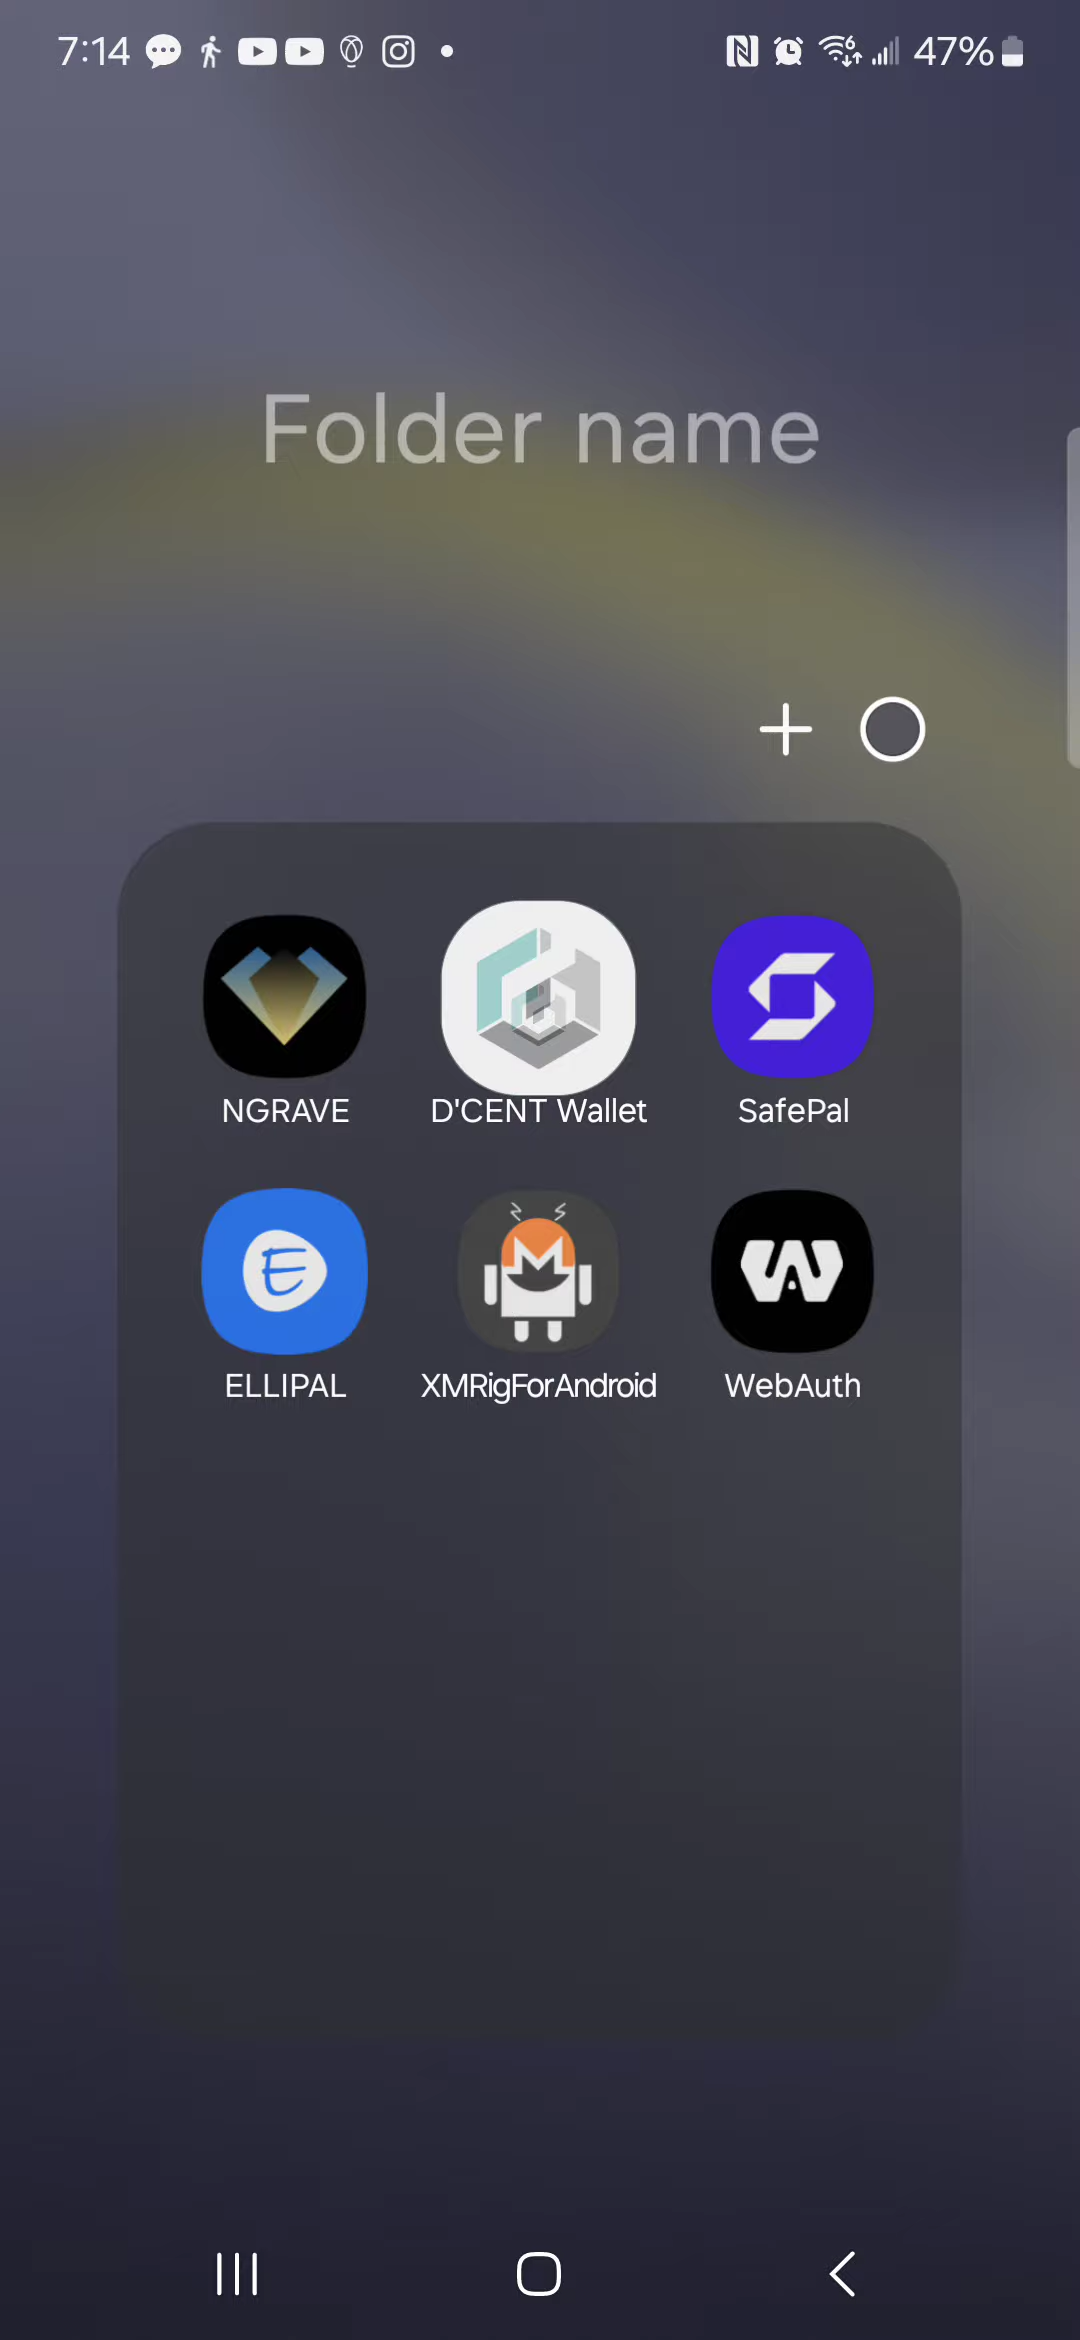 7:14
47%
Folder name
NGRAVE
D'CENT Wallet
SafePal
ELLIPAL
XMRigForAndroid
WebAuth